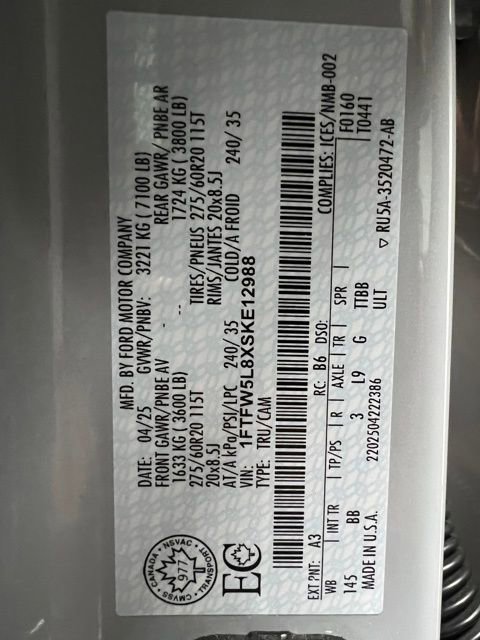 MFD. BY FORD MOTOR COMPANY
DATE: 04/25 GVWR/PNBV: 3221 KG (7100 LB)
FRONT GAWR/PNBE AV REAR GAWR/PNBE AR
1633 KG (3600 LB) - -- 1724 KG (3800 LB)
275/60R20 115T TIRES/PNEUS 275/60R20 115T
20x8.5J RIMS/JANTES 20x8.5J
AT/A kPa/PSI/LPC 240/ 35 COLD/A FROID 240/ 35
VIN: 1FTFW5L8XSKE12988
TYPE: TRU/CAM
CANADA NSVAC TRANSPORT CMVSS
977
EC
COMPLIES: ICES/NMB-002
EXT PNT: A3 RC: B6 DSO: F0160
WB INT TR TP/PS R AXLE TR SPR T0441
145 BB 3 L9 G TTBB
MADE IN U.S.A. 2202504222386 ULT RU5A-3520472-AB